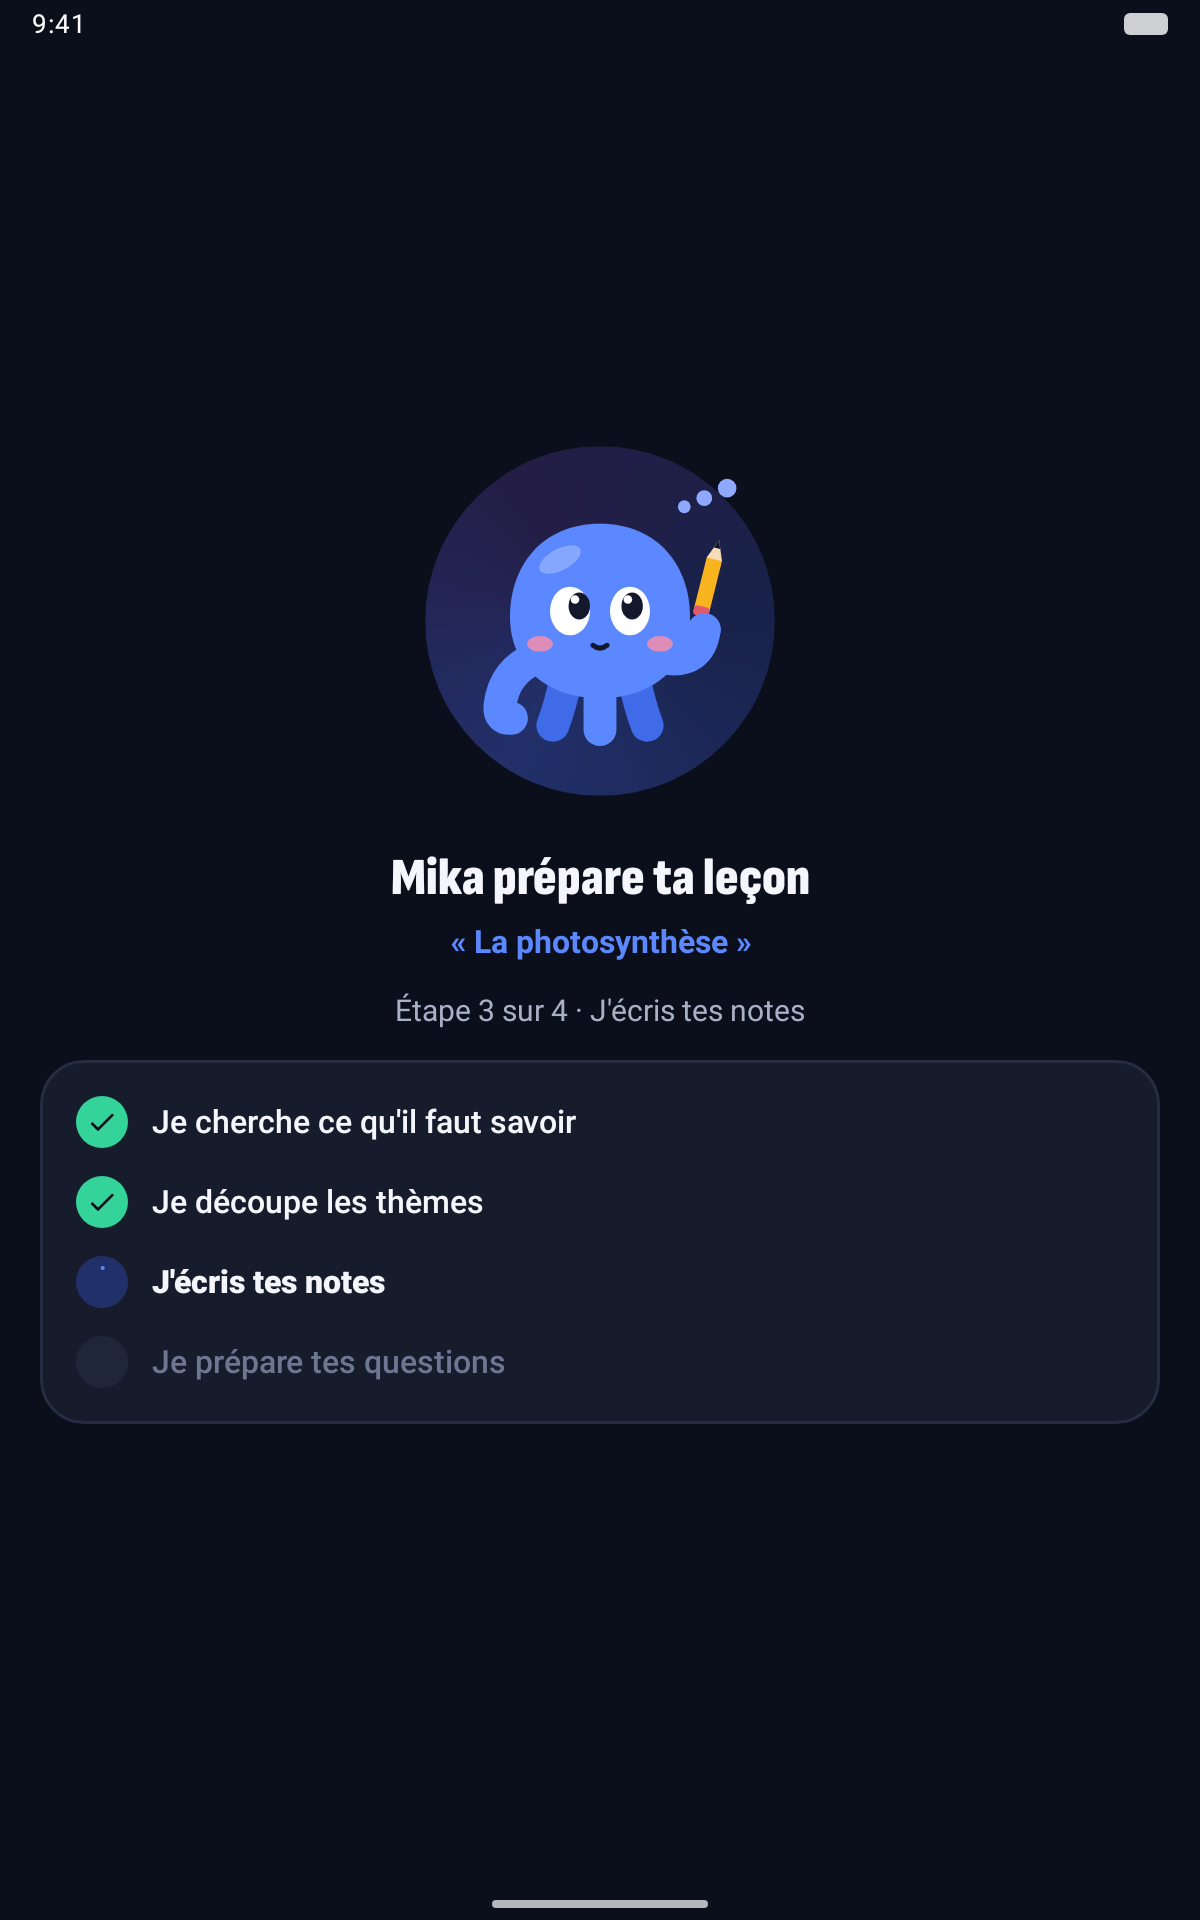 9:41
Mika prépare ta leçon
« La photosynthèse »
Étape 3 sur 4 · J'écris tes notes
Je cherche ce qu'il faut savoir
Je découpe les thèmes
J'écris tes notes
Je prépare tes questions